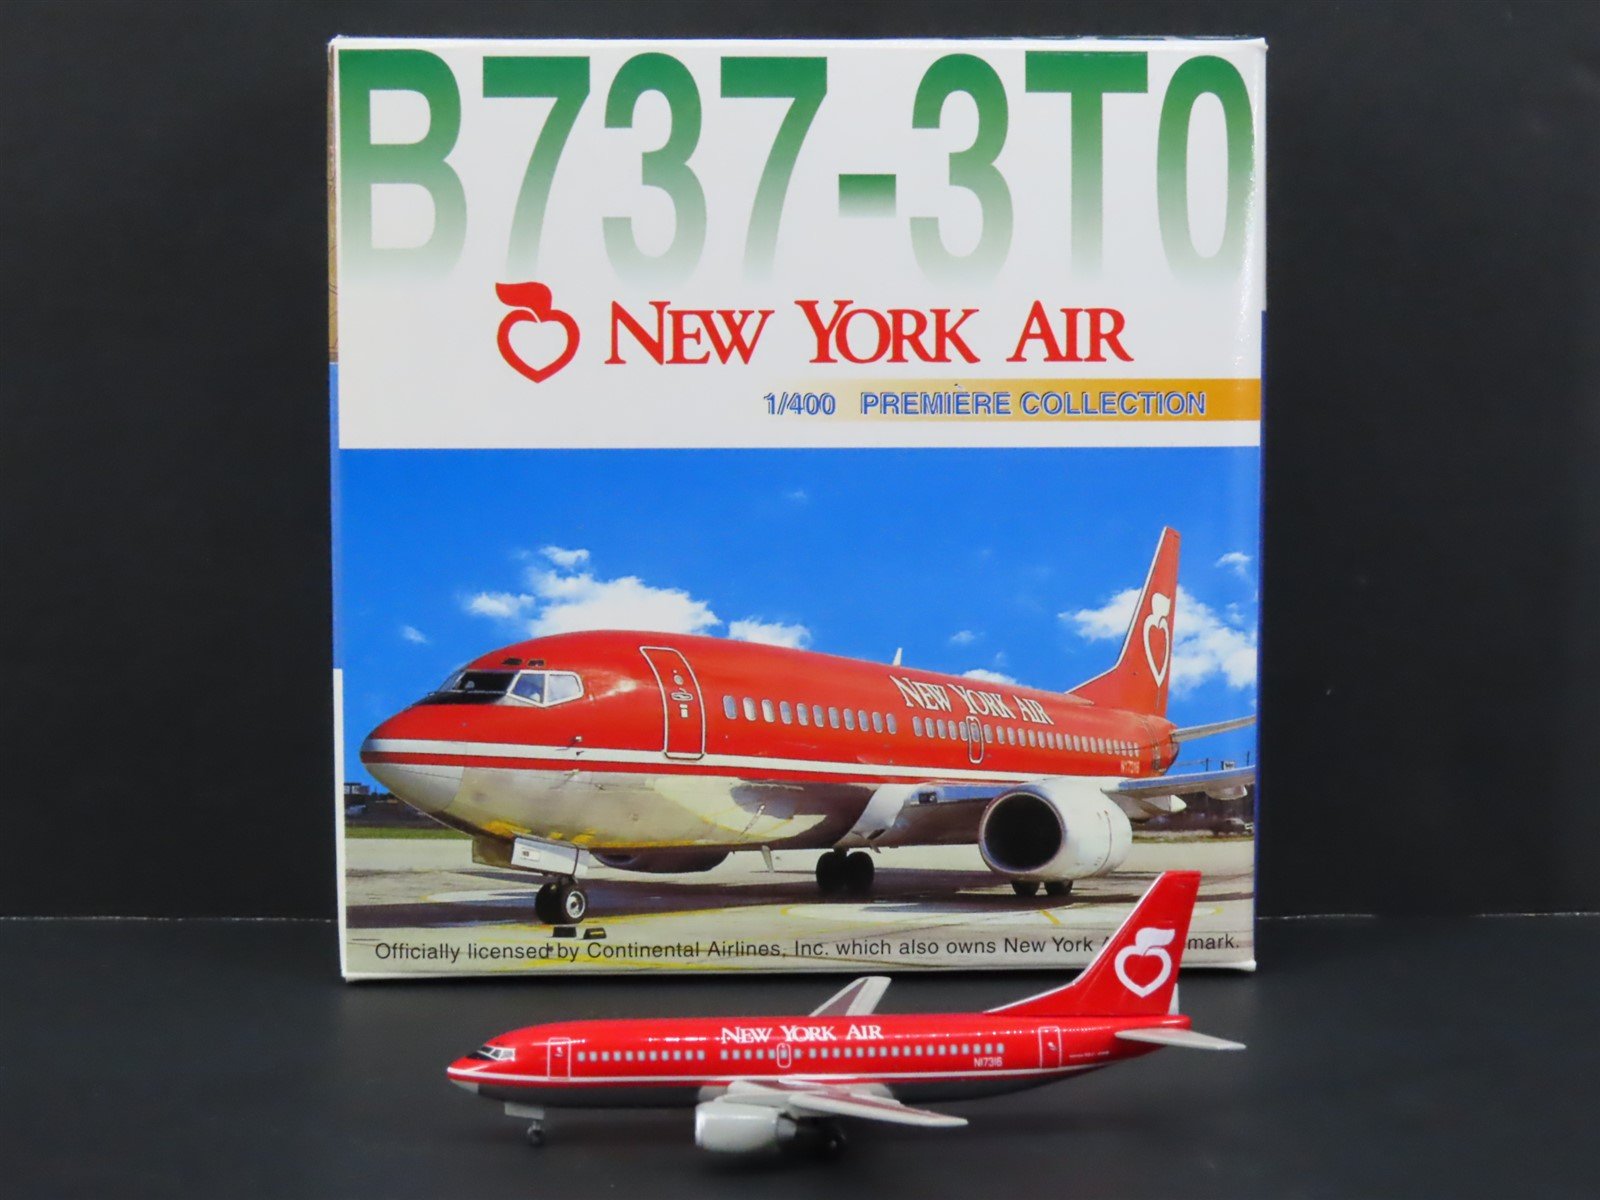 B737-3T0
NEW YORK AIR
1/400 PREMIÈRE COLLECTION
NEW YORK AIR
N17316
Officially licensed by Continental Airlines, Inc. which also owns New York mark.
NEW YORK AIR
N17316